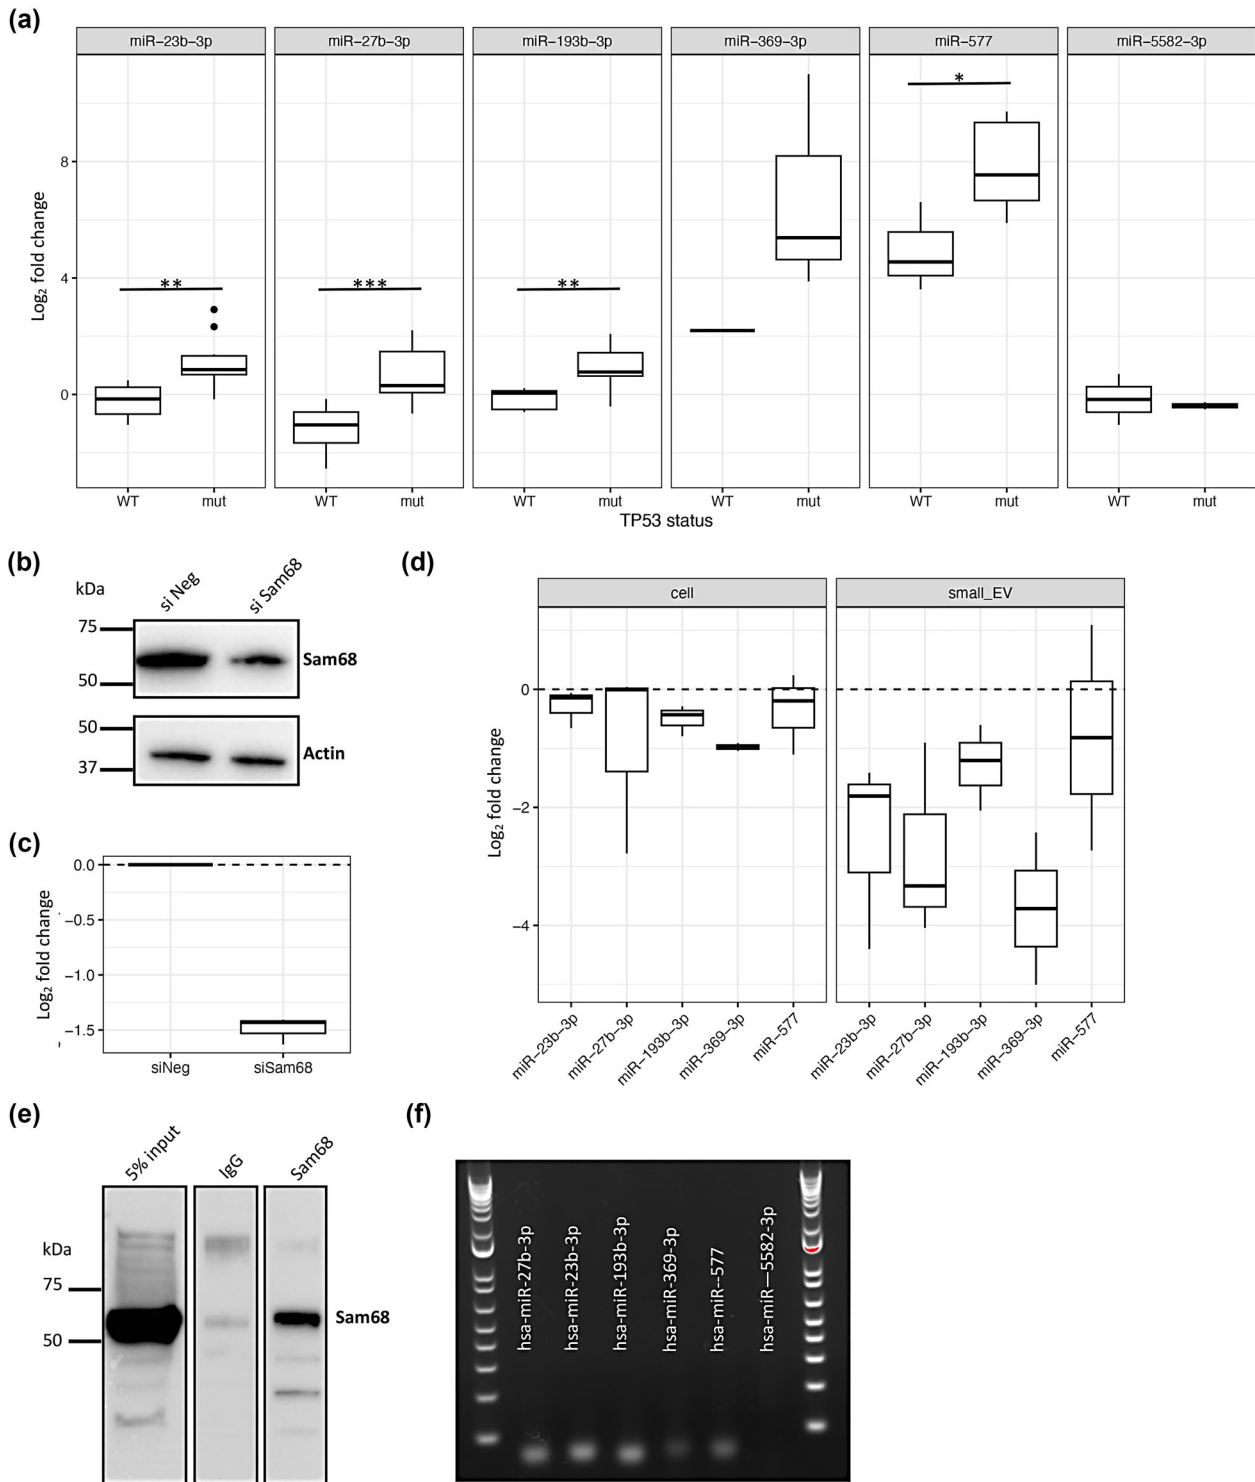 (a)
miR−23b−3p miR−27b−3p miR−193b−3p miR−369−3p miR−577 miR−5582−3p
Log2 fold change
8
4
0
** *** ** *
WT mut WT mut WT mut WT mut WT mut WT mut
TP53 status
(b)
kDa
si Neg
si Sam68
75
50
Sam68
50
37
Actin
(c)
Log2 fold change
0.0
−0.5
−1.0
−1.5
siNeg siSam68
(d)
cell small_EV
Log2 fold change
0
−2
−4
miR−23b−3p miR−27b−3p miR−193b−3p miR−369−3p miR−577 miR−23b−3p miR−27b−3p miR−193b−3p miR−369−3p miR−577
(e)
5% input
IgG
Sam68
kDa
75
50
Sam68
(f)
hsa-miR-27b-3p
hsa-miR-23b-3p
hsa-miR-193b-3p
hsa-miR-369-3p
hsa-miR--577
hsa-miR—5582-3p